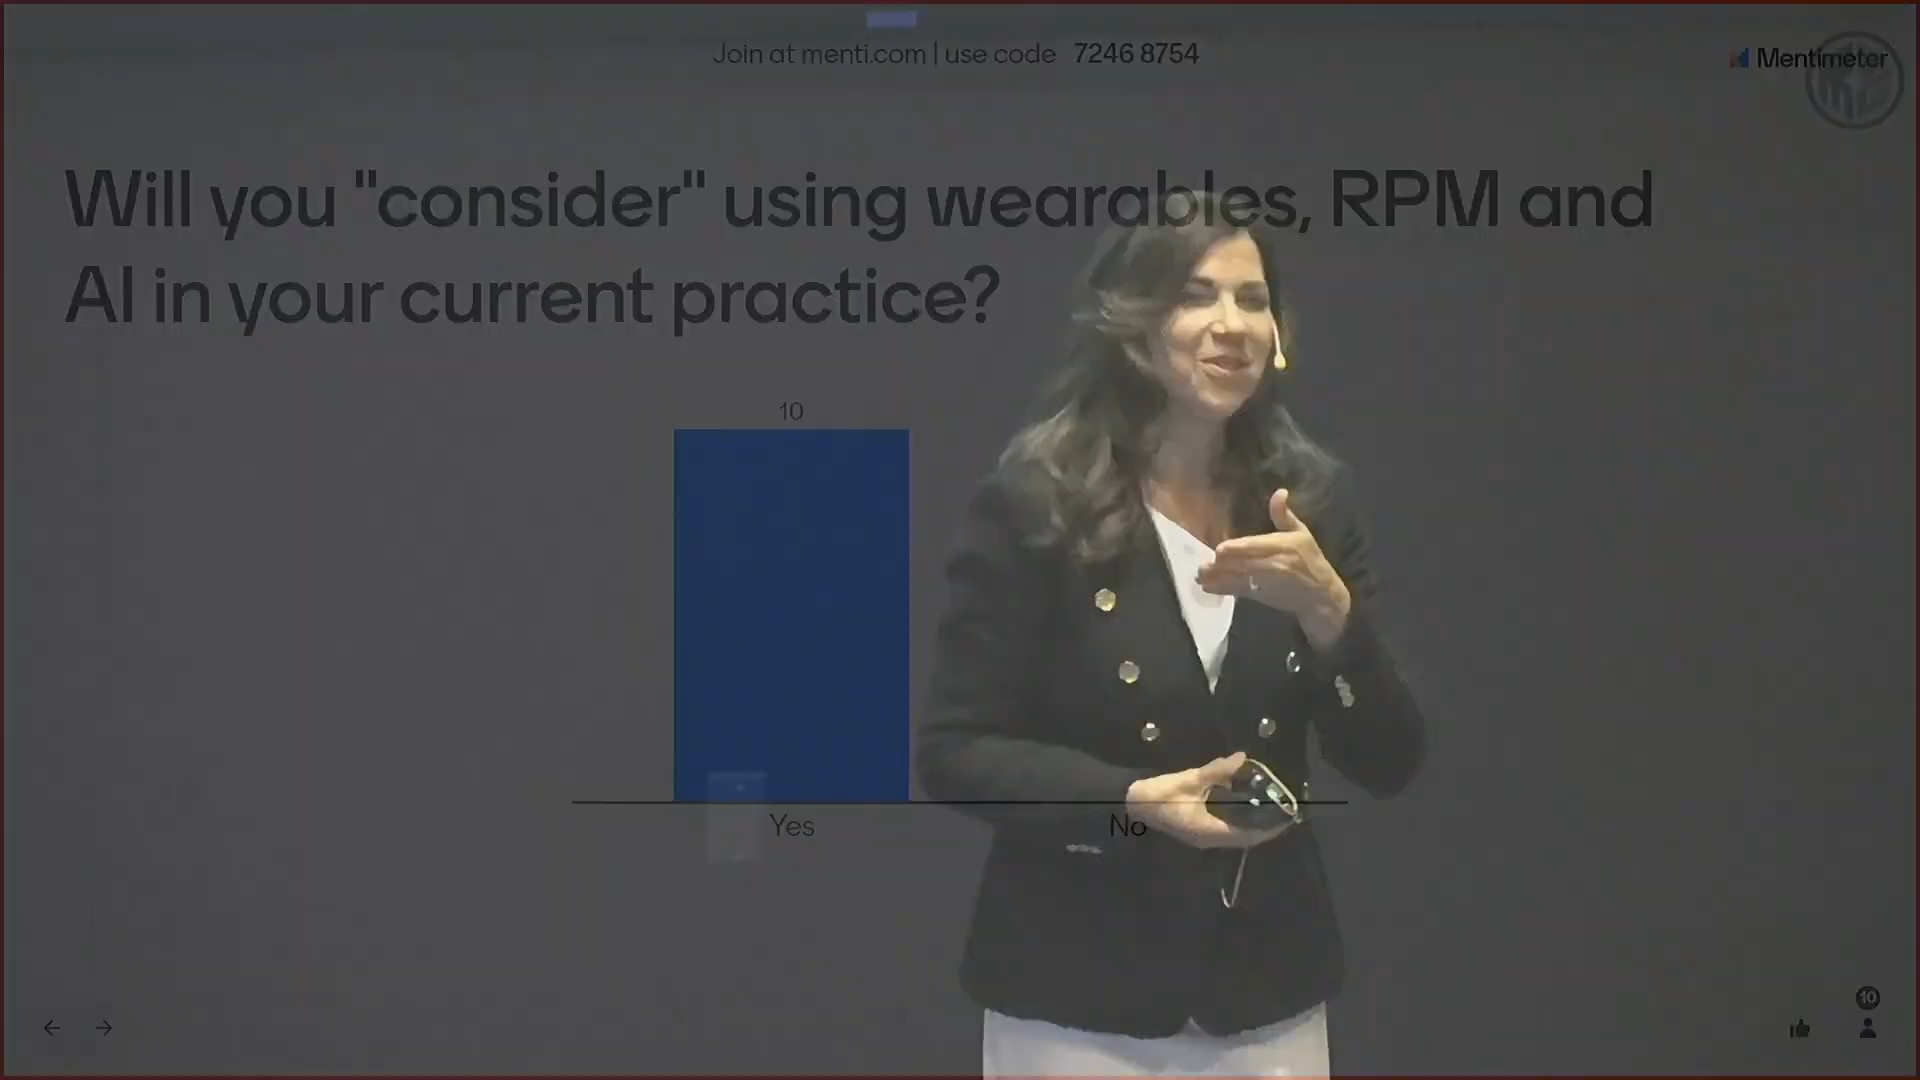 Join at menti.com | use code 7246 8754
Mentimeter
Will you "consider" using wearables, RPM and
AI in your current practice?
10
Yes
No
10